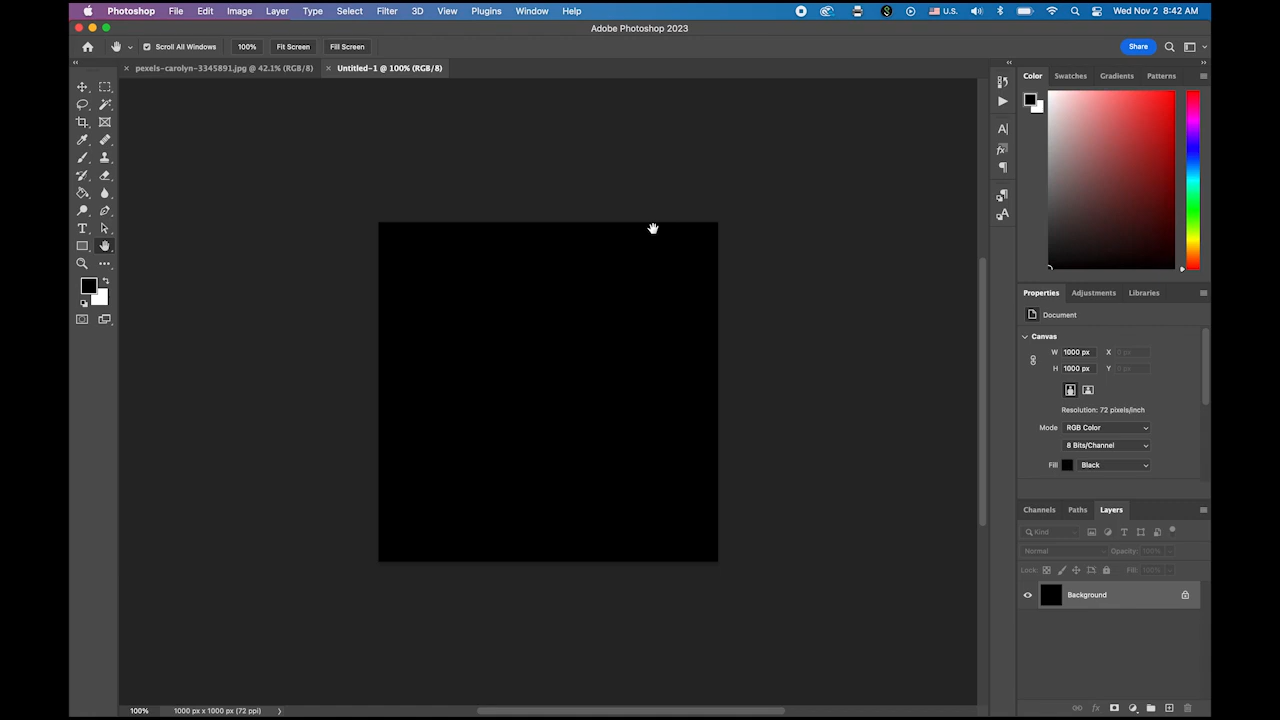 Photoshop File Edit Image Layer Type Select Filter 3D View Plugins Window Help U.S. Wed Nov 2 8:42 AM
Adobe Photoshop 2023
Scroll All Windows 100% Fit Screen Fill Screen Share
pexels-carolyn-3345891.jpg @ 42.1% (RGB/8) Untitled-1 @ 100% (RGB/8)
Color Swatches Gradients Patterns
Properties Adjustments Libraries
Document
Canvas
W 1000 px X 0 px
H 1000 px Y 0 px
Resolution: 72 pixels/inch
Mode RGB Color
8 Bits/Channel
Fill Black
Channels Paths Layers
Kind
Normal Opacity: 100%
Lock: Fill: 100%
Background
100% 1000 px x 1000 px (72 ppi)